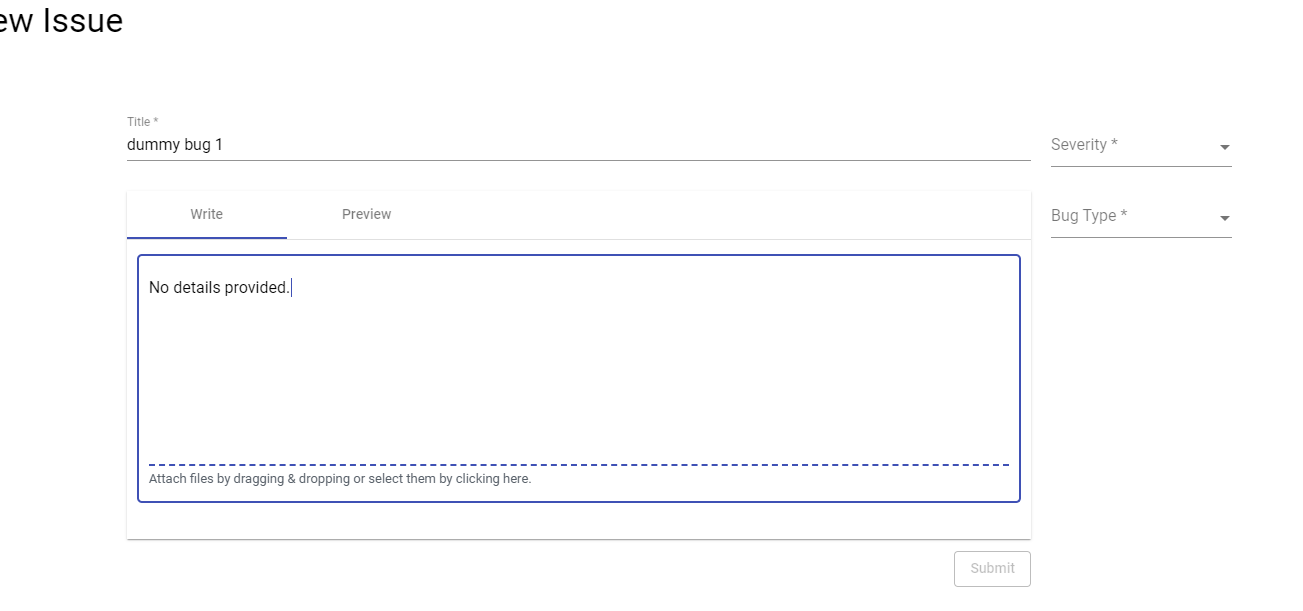 ew Issue
Title *
dummy bug 1
Severity *
Write
Preview
Bug Type *
No details provided.
Attach files by dragging & dropping or select them by clicking here.
Submit